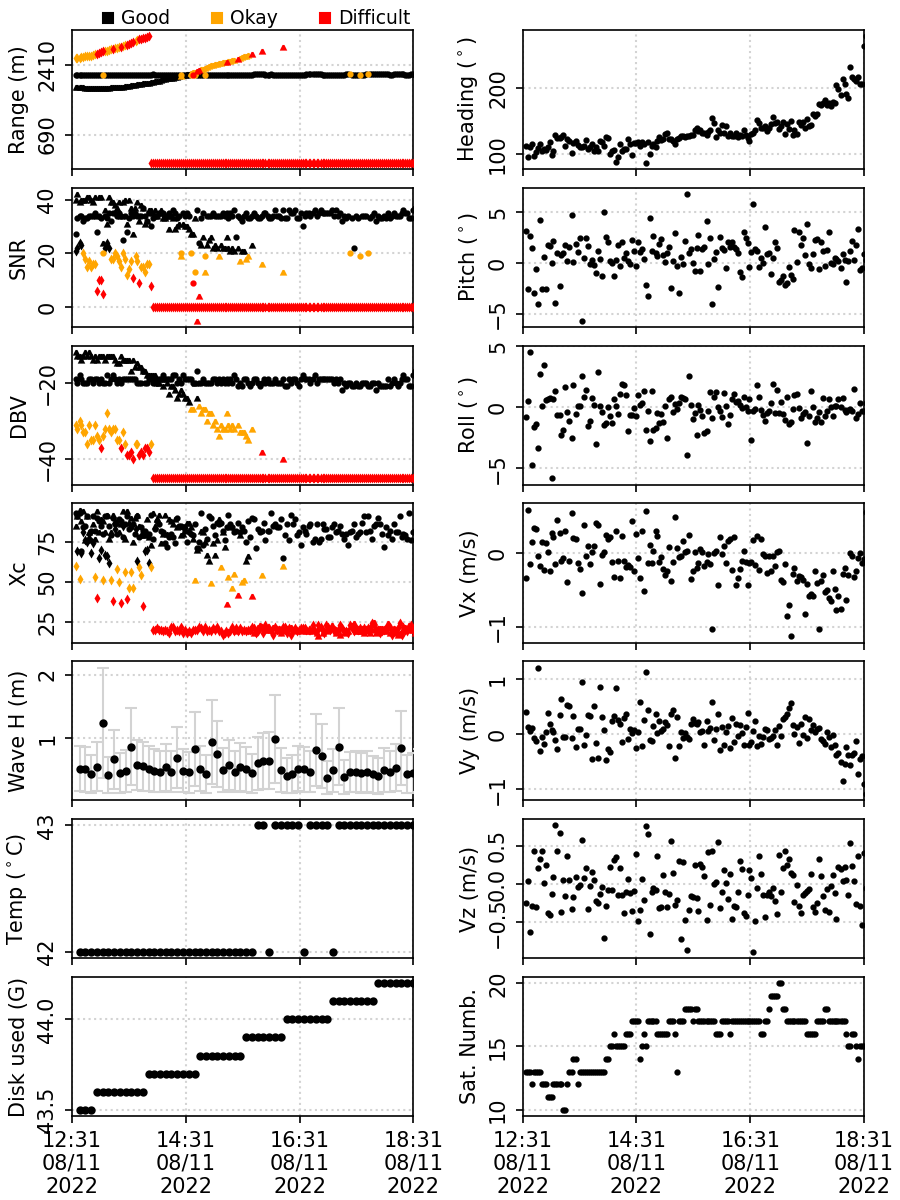 Good Okay Difficult
Range (m)
2410
690
Heading (°)
200
100
SNR
40
20
0
Pitch (°)
5
0
−5
DBV
−20
−40
Roll (°)
5
0
−5
Xc
75
50
25
Vx (m/s)
0
−1
Wave H (m)
2
1
Vy (m/s)
1
0
−1
Temp (°C)
43
42
Vz (m/s)
0.5
0.0
−0.5
Disk used (G)
44.0
43.5
Sat. Numb.
20
15
10
12:31 14:31 16:31 18:31 12:31 14:31 16:31 18:31
08/11 08/11 08/11 08/11 08/11 08/11 08/11 08/11
2022 2022 2022 2022 2022 2022 2022 2022